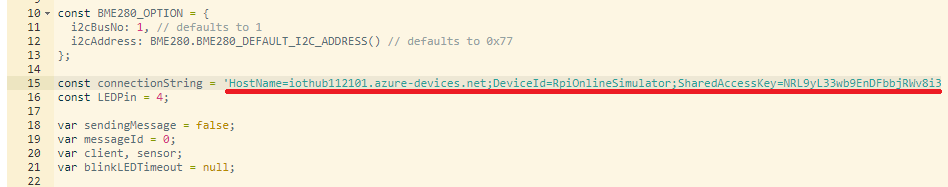 10 const BME280_OPTION = {
11 i2cBusNo: 1, // defaults to 1
12 i2cAddress: BME280.BME280_DEFAULT_I2C_ADDRESS() // defaults to 0x77
13 };
14
15 const connectionString = 'HostName=iothub112101.azure-devices.net;DeviceId=RpiOnlineSimulator;SharedAccessKey=NRL9yL33wb9EnDFbbjRWv8i3
16 const LEDPin = 4;
17
18 var sendingMessage = false;
19 var messageId = 0;
20 var client, sensor;
21 var blinkLEDTimeout = null;
22